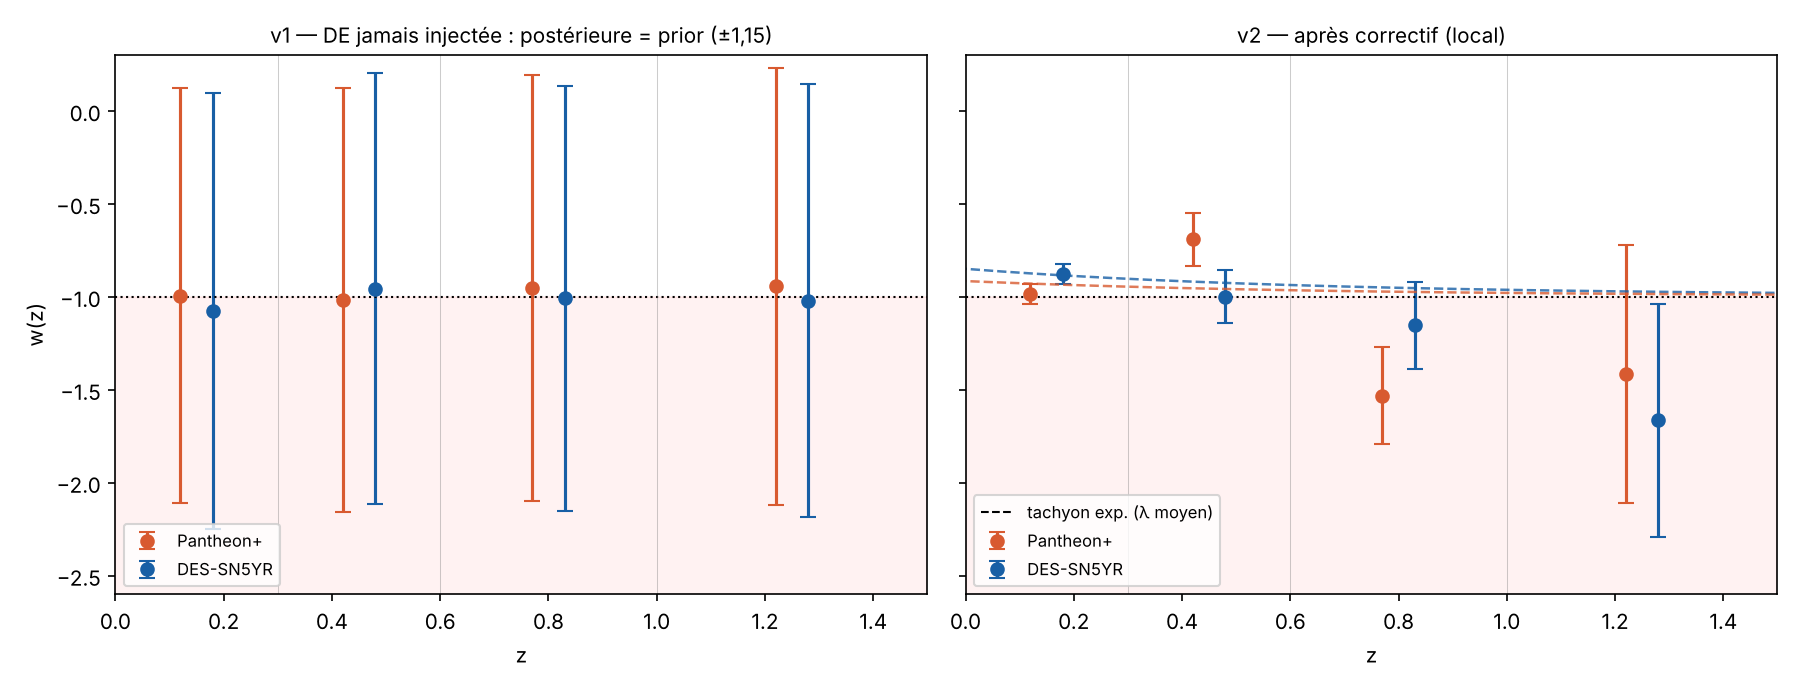 v1 — DE jamais injectée : postérieure = prior (±1,15)
w(z)
0.0
−0.5
−1.0
−1.5
−2.0
−2.5
Pantheon+
DES-SN5YR
0.0 0.2 0.4 0.6 0.8 1.0 1.2 1.4
z
v2 — après correctif (local)
tachyon exp. (λ moyen)
Pantheon+
DES-SN5YR
0.0 0.2 0.4 0.6 0.8 1.0 1.2 1.4
z